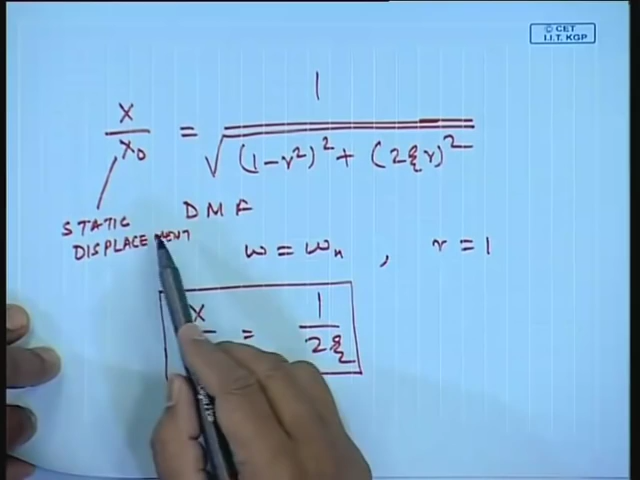 © CET
I.I.T. KGP
X / X0 = 1 / √((1-r²)² + (2ξr)²)
STATIC
DISPLACEMENT
DMF
ω = ωn , r = 1
X = 1 / 2ξ